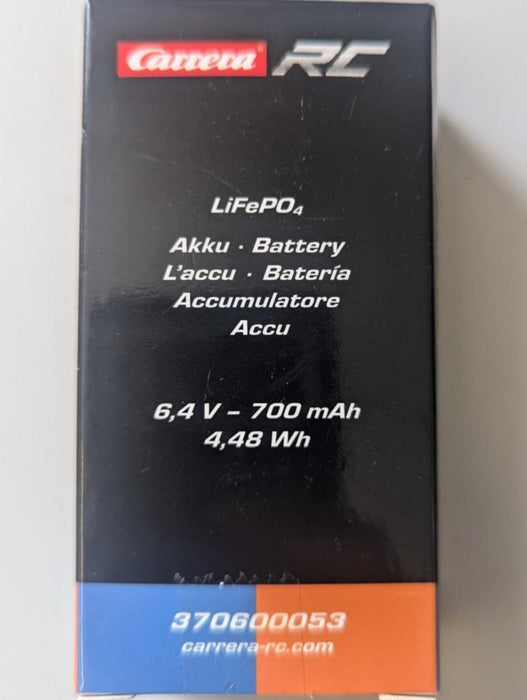 Carrera® RC
LiFePO₄
Akku · Battery
L'accu · Batería
Accumulatore
Accu
6,4 V – 700 mAh
4,48 Wh
370600053
carrera-rc.com